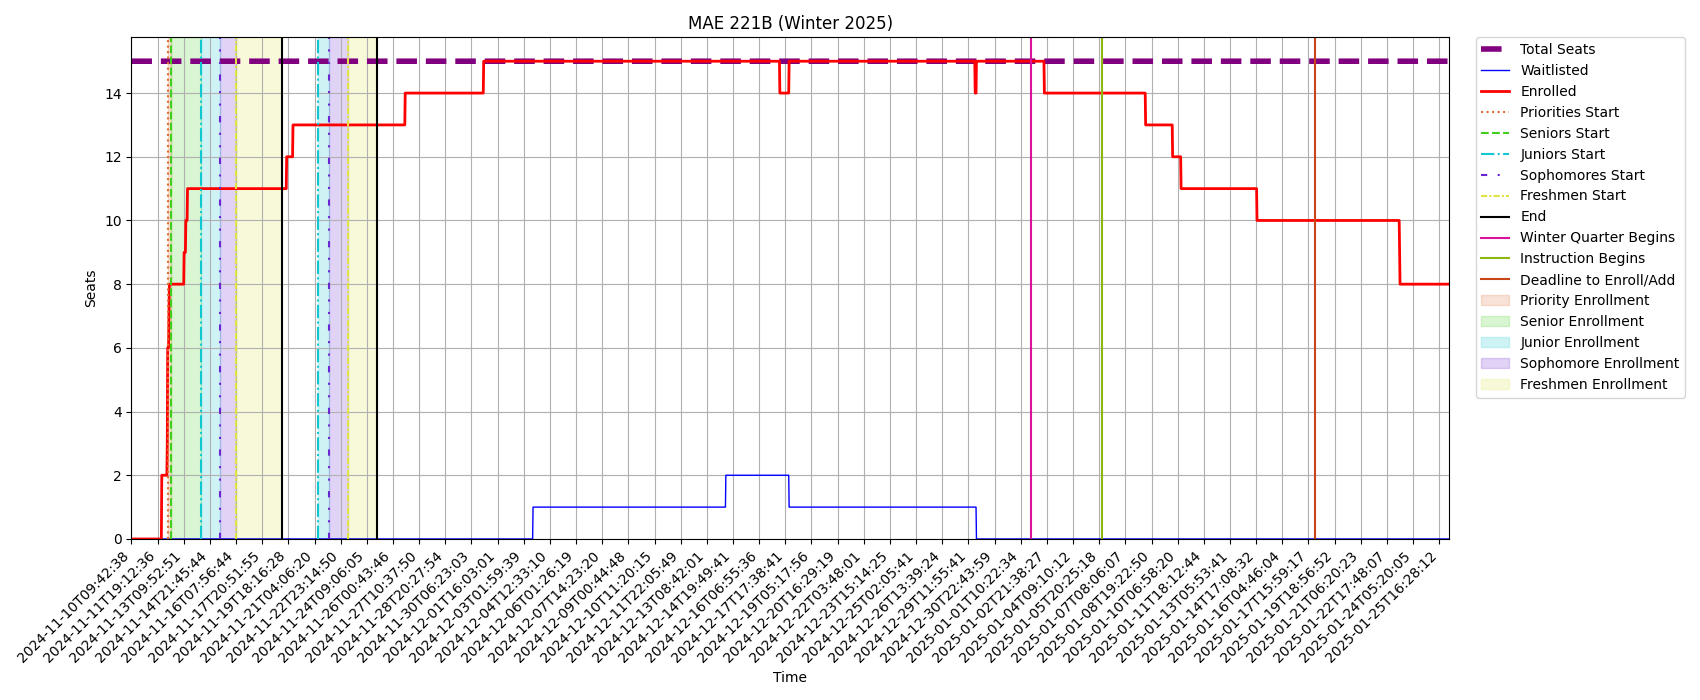 MAE 221B (Winter 2025)
Seats
14
12
10
8
6
4
2
0
2024-11-10T09:42:38
2024-11-11T19:12:36
2024-11-13T09:52:51
2024-11-14T21:45:44
2024-11-16T07:56:44
2024-11-17T20:51:55
2024-11-19T18:16:28
2024-11-21T04:06:20
2024-11-22T23:14:50
2024-11-24T09:06:05
2024-11-26T00:43:46
2024-11-27T10:37:50
2024-11-28T20:27:54
2024-11-30T06:23:03
2024-12-01T16:03:01
2024-12-03T01:59:39
2024-12-04T12:33:10
2024-12-06T01:26:19
2024-12-07T14:23:20
2024-12-09T00:44:48
2024-12-10T11:20:15
2024-12-11T22:05:49
2024-12-13T08:42:01
2024-12-14T19:49:41
2024-12-16T06:55:36
2024-12-17T17:38:41
2024-12-19T05:17:56
2024-12-20T16:29:19
2024-12-22T03:48:01
2024-12-23T15:14:25
2024-12-25T02:05:41
2024-12-26T13:39:24
2024-12-29T11:55:41
2024-12-30T22:43:59
2025-01-01T10:22:34
2025-01-02T21:38:27
2025-01-04T09:10:12
2025-01-05T20:25:18
2025-01-07T08:06:07
2025-01-08T19:22:50
2025-01-10T06:58:20
2025-01-11T18:12:44
2025-01-13T05:53:41
2025-01-14T17:08:32
2025-01-16T04:46:04
2025-01-17T15:59:17
2025-01-19T18:56:52
2025-01-21T06:20:23
2025-01-22T17:48:07
2025-01-24T05:20:05
2025-01-25T16:28:12
Time
Total Seats
Waitlisted
Enrolled
Priorities Start
Seniors Start
Juniors Start
Sophomores Start
Freshmen Start
End
Winter Quarter Begins
Instruction Begins
Deadline to Enroll/Add
Priority Enrollment
Senior Enrollment
Junior Enrollment
Sophomore Enrollment
Freshmen Enrollment